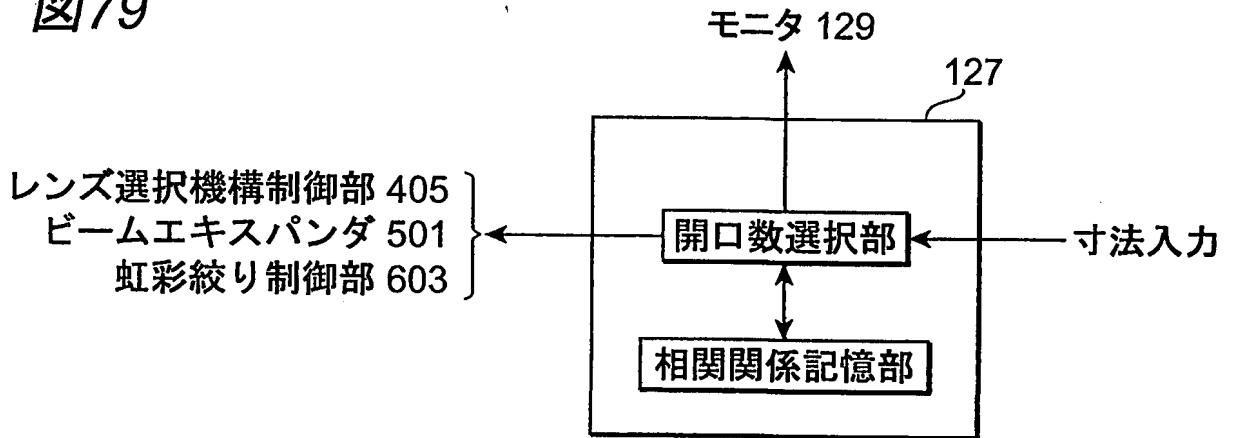 図79
モニタ 129
127
レンズ選択機構制御部 405
ビームエキスパンダ 501
虹彩絞り制御部 603
開口数選択部
寸法入力
相関関係記憶部